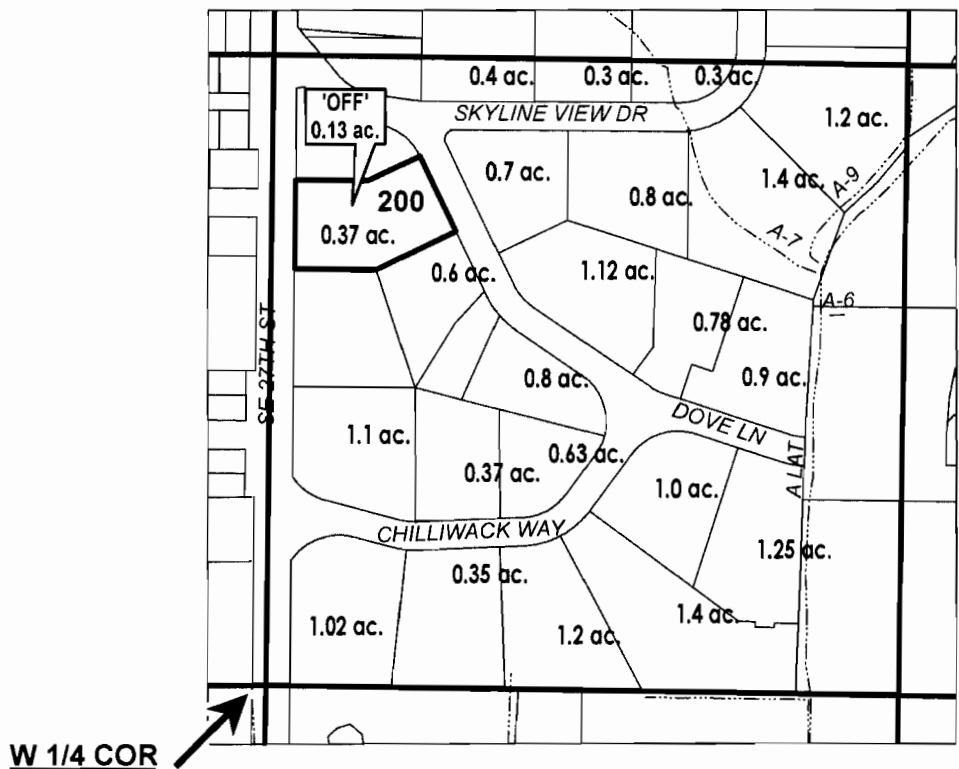 0.4 ac.
0.3 ac.
0.3 ac.
'OFF'
0.13 ac.
SKYLINE VIEW DR
1.2 ac.
0.7 ac.
1.4 ac.
A-9
0.8 ac.
200
0.37 ac.
A-7
0.6 ac.
1.12 ac.
A-6
SE 27TH ST
0.78 ac.
0.8 ac.
0.9 ac.
DOVE LN
1.1 ac.
0.63 ac.
0.37 ac.
A LAT
1.0 ac.
CHILLIWACK WAY
1.25 ac.
0.35 ac.
1.02 ac.
1.2 ac.
1.4 ac.
W 1/4 COR